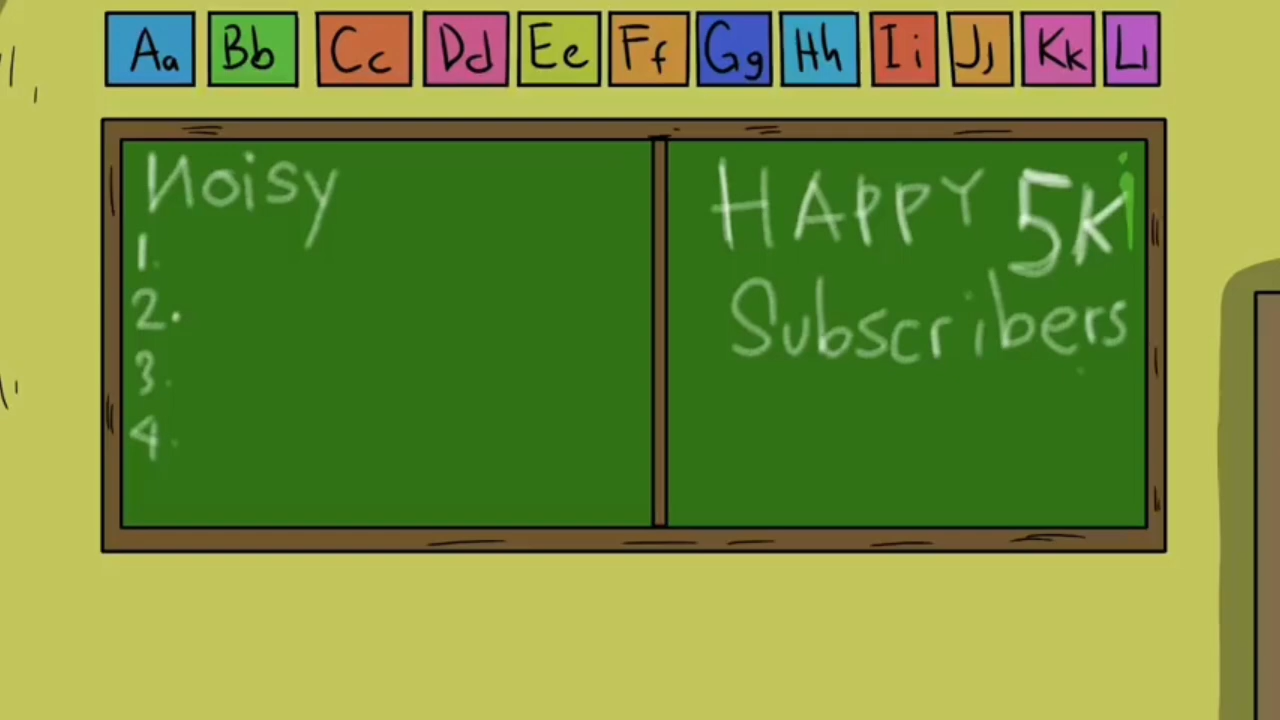 Aa Bb Cc Dd Ee Ff Gg Hh Ii Jj Kk Ll
Noisy
1.
2.
3.
4.
HAPPY 5K
Subscribers